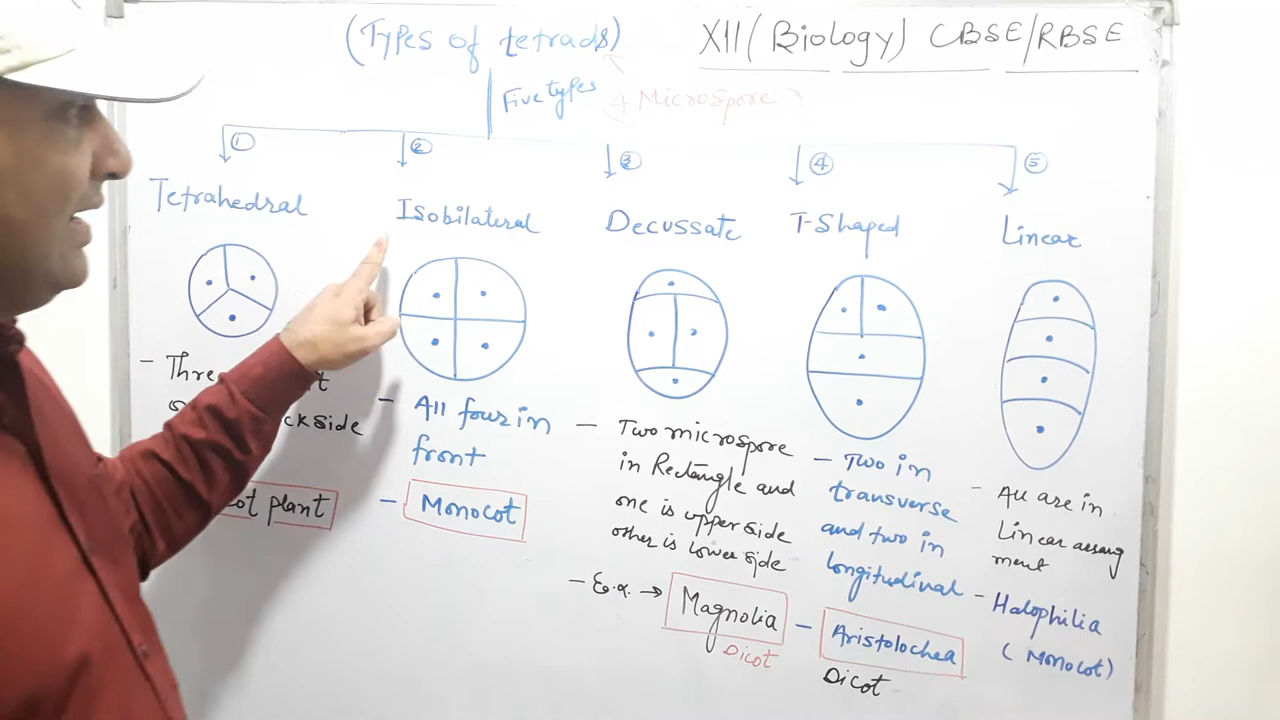 (Types of tetrads)
XII (Biology) CBSE/RBSE
Five types
(4 Microspore)
①
②
③
④
⑤
Tetrahedral
Isobilateral
Decussate
T-Shaped
Linear
- Thre
ckside
cot plant
- All four in
front
- Monocot
- Two microspore
in Rectangle and
one is upper side
other is lower side
- E.x. → Magnolia
Dicot
- Two in
transverse
and two in
longitudinal
- Aristolochea
Dicot
- All are in
Linear arrang
ment
- Halophilia
(Monocot)